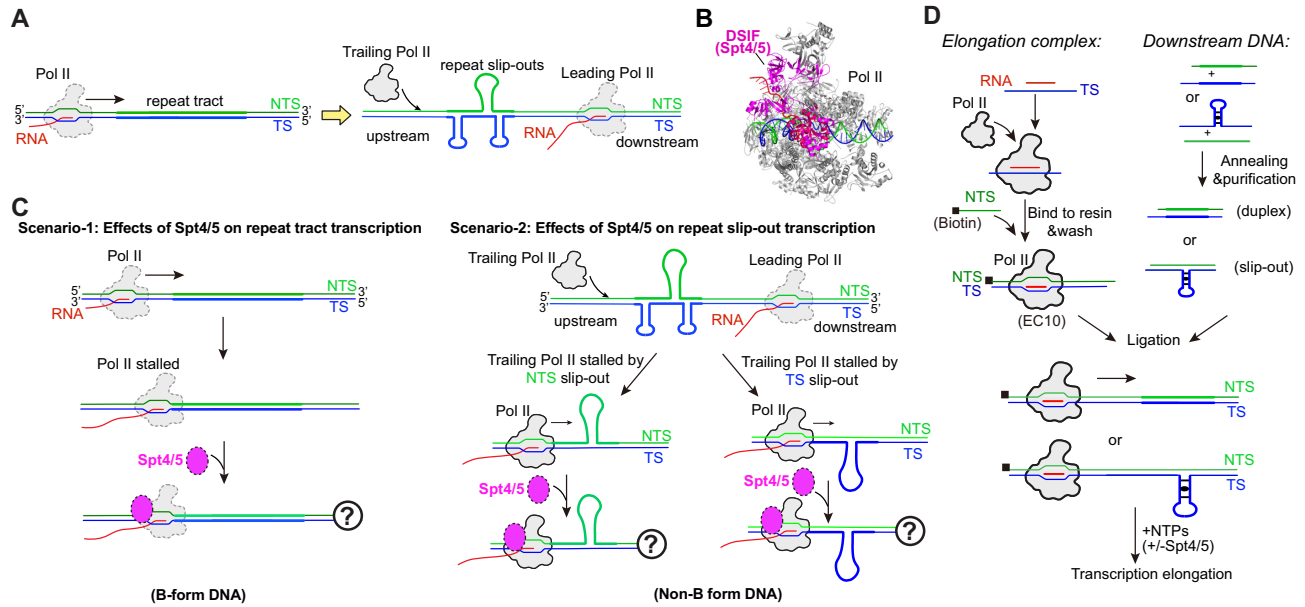 A
Pol II
repeat tract
5'
3'
NTS
TS
3'
5'
RNA
Trailing Pol II
repeat slip-outs
Leading Pol II
NTS
TS
upstream
RNA
downstream
B
DSIF
(Spt4/5)
Pol II
C
Scenario-1: Effects of Spt4/5 on repeat tract transcription
Pol II
5'
3'
NTS
TS
3'
5'
RNA
Pol II stalled
Spt4/5
?
(B-form DNA)
Scenario-2: Effects of Spt4/5 on repeat slip-out transcription
Trailing Pol II
Leading Pol II
5'
3'
NTS
TS
3'
5'
upstream
RNA
downstream
Trailing Pol II stalled by
NTS slip-out
Trailing Pol II stalled by
TS slip-out
Pol II
NTS
TS
Spt4/5
?
Pol II
NTS
TS
Spt4/5
?
(Non-B form DNA)
D
Elongation complex:
Downstream DNA:
RNA
TS
Pol II
+
or
+
Annealing
&purification
NTS
(Biotin)
Bind to resin
&wash
Pol II
NTS
TS
(EC10)
(duplex)
or
(slip-out)
Ligation
NTS
TS
or
NTS
TS
+NTPs
(+/-Spt4/5)
Transcription elongation